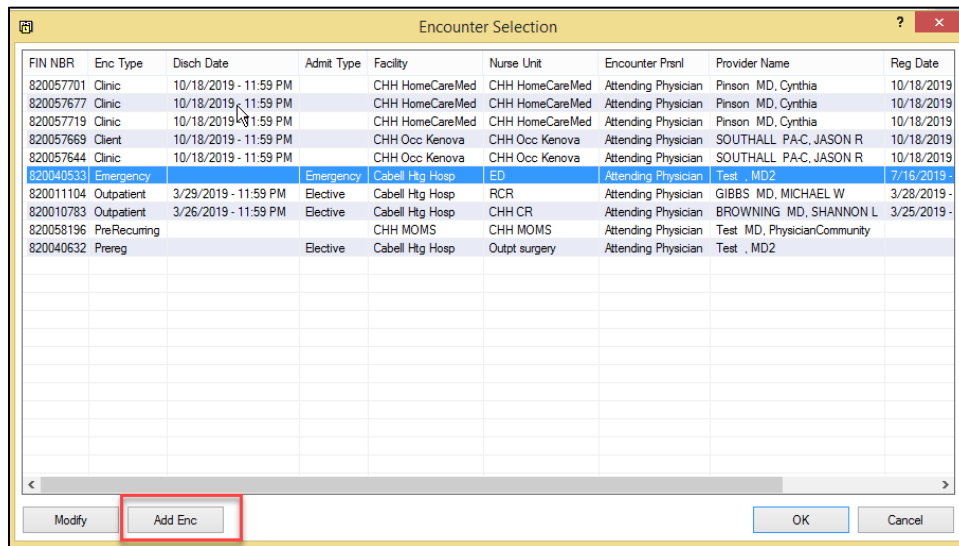 Encounter Selection ? ×
FIN NBR Enc Type Disch Date Admit Type Facility Nurse Unit Encounter Prsnl Provider Name Reg Date
820057701 Clinic 10/18/2019 - 11:59 PM CHH HomeCareMed CHH HomeCareMed Attending Physician Pinson MD, Cynthia 10/18/2019
820057677 Clinic 10/18/2019 - 11:59 PM CHH HomeCareMed CHH HomeCareMed Attending Physician Pinson MD, Cynthia 10/18/2019
820057719 Clinic 10/18/2019 - 11:59 PM CHH HomeCareMed CHH HomeCareMed Attending Physician Pinson MD, Cynthia 10/18/2019
820057669 Client 10/18/2019 - 11:59 PM CHH Occ Kenova CHH Occ Kenova Attending Physician SOUTHALL PA-C, JASON R 10/18/2019
820057644 Clinic 10/18/2019 - 11:59 PM CHH Occ Kenova CHH Occ Kenova Attending Physician SOUTHALL PA-C, JASON R 10/18/2019
820040533 Emergency Emergency Cabell Htg Hosp ED Attending Physician Test , MD2 7/16/2019 -
820011104 Outpatient 3/29/2019 - 11:59 PM Elective Cabell Htg Hosp RCR Attending Physician GIBBS MD, MICHAEL W 3/28/2019 -
820010783 Outpatient 3/26/2019 - 11:59 PM Elective Cabell Htg Hosp CHH CR Attending Physician BROWNING MD, SHANNON L 3/25/2019 -
820058196 PreRecurring CHH MOMS CHH MOMS Attending Physician Test MD, PhysicianCommunity
820040632 Prereg Elective Cabell Htg Hosp Outpt surgery Attending Physician Test , MD2
Modify Add Enc OK Cancel